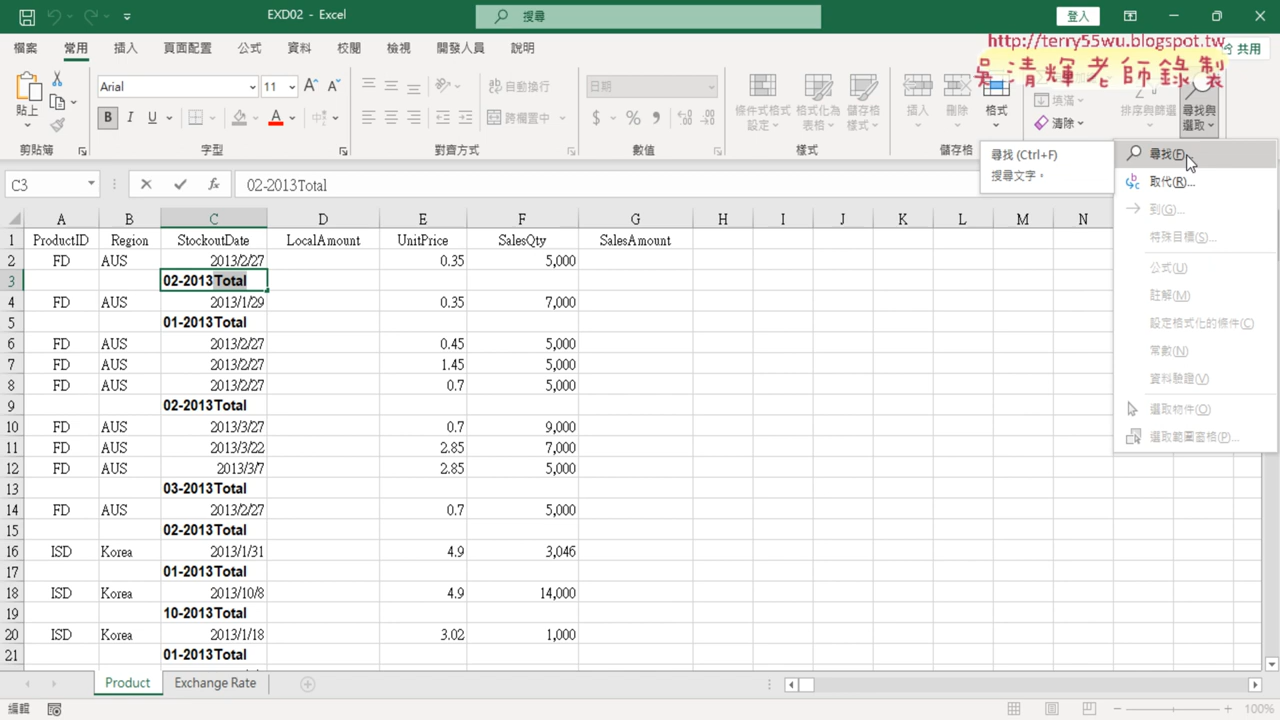 EXD02 - Excel
搜尋
登入
http://terry55wu.blogspot.tw
吳清輝老師錄製
共用
檔案 常用 插入 頁面配置 公式 資料 校閱 檢視 開發人員 說明
貼上
Arial 11
B I U
自動換行
跨欄置中
日期
$ % ,
條件式格式設定
格式化為表格
儲存格樣式
插入 刪除 格式
填滿
清除
排序與篩選
尋找與選取
剪貼簿 字型 對齊方式 數值 樣式 儲存格
尋找 (Ctrl+F)
搜尋文字。
尋找(F)...
取代(R)...
到(G)...
特殊目標(S)...
公式(U)
註解(M)
設定格式化的條件(C)
常數(N)
資料驗證(V)
選取物件(O)
選取範圍窗格(P)...
C3 fx 02-2013Total
A B C D E F G H I J K L M N
1 ProductID Region StockoutDate LocalAmount UnitPrice SalesQty SalesAmount
2 FD AUS 2013/2/27 0.35 5,000
3 02-2013Total
4 FD AUS 2013/1/29 0.35 7,000
5 01-2013Total
6 FD AUS 2013/2/27 0.45 5,000
7 FD AUS 2013/2/27 1.45 5,000
8 FD AUS 2013/2/27 0.7 5,000
9 02-2013Total
10 FD AUS 2013/3/27 0.7 9,000
11 FD AUS 2013/3/22 2.85 7,000
12 FD AUS 2013/3/7 2.85 5,000
13 03-2013Total
14 FD AUS 2013/2/27 0.7 5,000
15 02-2013Total
16 ISD Korea 2013/1/31 4.9 3,046
17 01-2013Total
18 ISD Korea 2013/10/8 4.9 14,000
19 10-2013Total
20 ISD Korea 2013/1/18 3.02 1,000
21 01-2013Total
Product Exchange Rate
編輯
100%